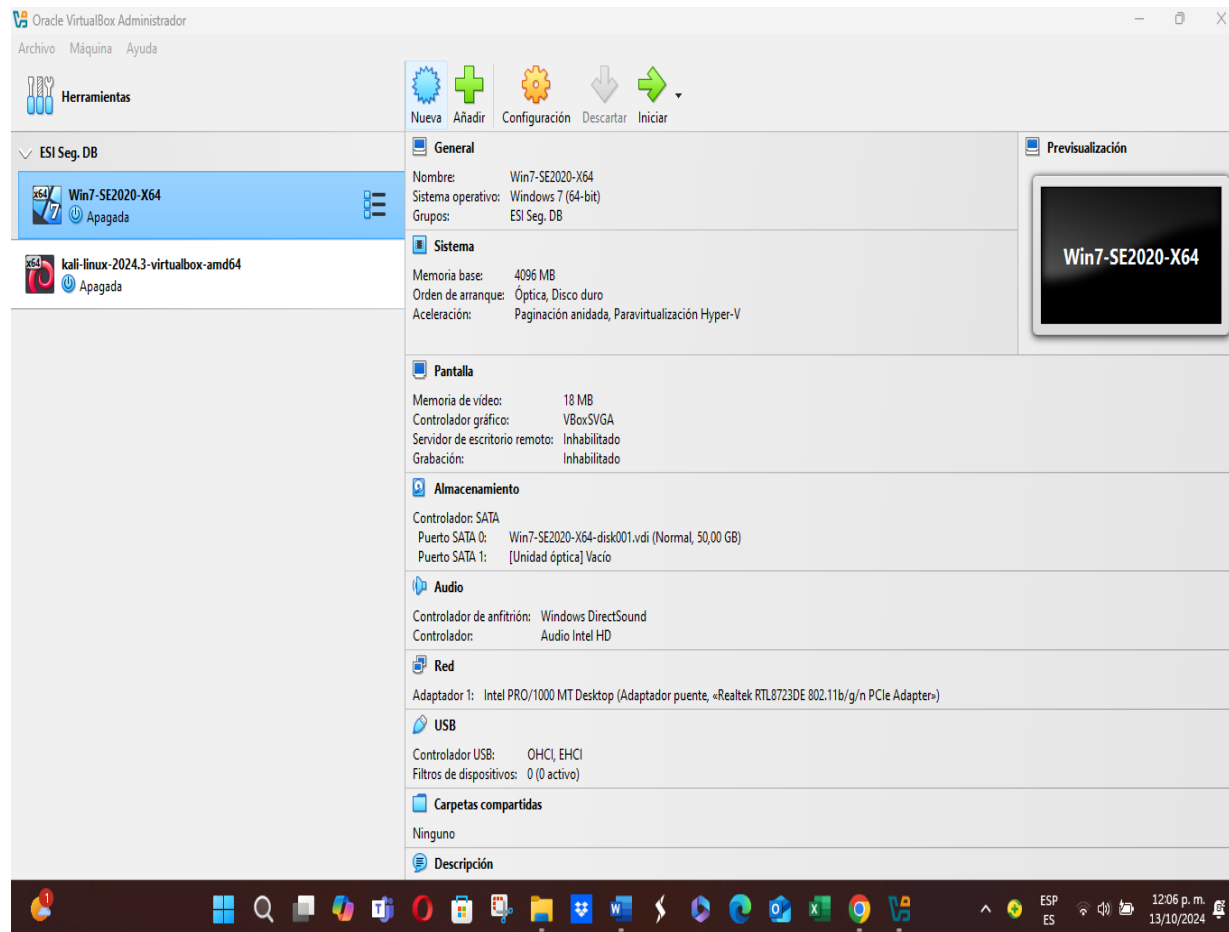 Oracle VirtualBox Administrador
Archivo Máquina Ayuda
Herramientas
Nueva Añadir Configuración Descartar Iniciar
ESI Seg. DB
x64
7
Win7-SE2020-X64
Apagada
x64
kali-linux-2024.3-virtualbox-amd64
Apagada
General
Nombre: Win7-SE2020-X64
Sistema operativo: Windows 7 (64-bit)
Grupos: ESI Seg. DB
Previsualización
Win7-SE2020-X64
Sistema
Memoria base: 4096 MB
Orden de arranque: Óptica, Disco duro
Aceleración: Paginación anidada, Paravirtualización Hyper-V
Pantalla
Memoria de vídeo: 18 MB
Controlador gráfico: VBoxSVGA
Servidor de escritorio remoto: Inhabilitado
Grabación: Inhabilitado
Almacenamiento
Controlador: SATA
Puerto SATA 0: Win7-SE2020-X64-disk001.vdi (Normal, 50,00 GB)
Puerto SATA 1: [Unidad óptica] Vacío
Audio
Controlador de anfitrión: Windows DirectSound
Controlador: Audio Intel HD
Red
Adaptador 1: Intel PRO/1000 MT Desktop (Adaptador puente, «Realtek RTL8723DE 802.11b/g/n PCIe Adapter»)
USB
Controlador USB: OHCI, EHCI
Filtros de dispositivos: 0 (0 activo)
Carpetas compartidas
Ninguno
Descripción
1
ESP
ES
12:06 p. m.
13/10/2024